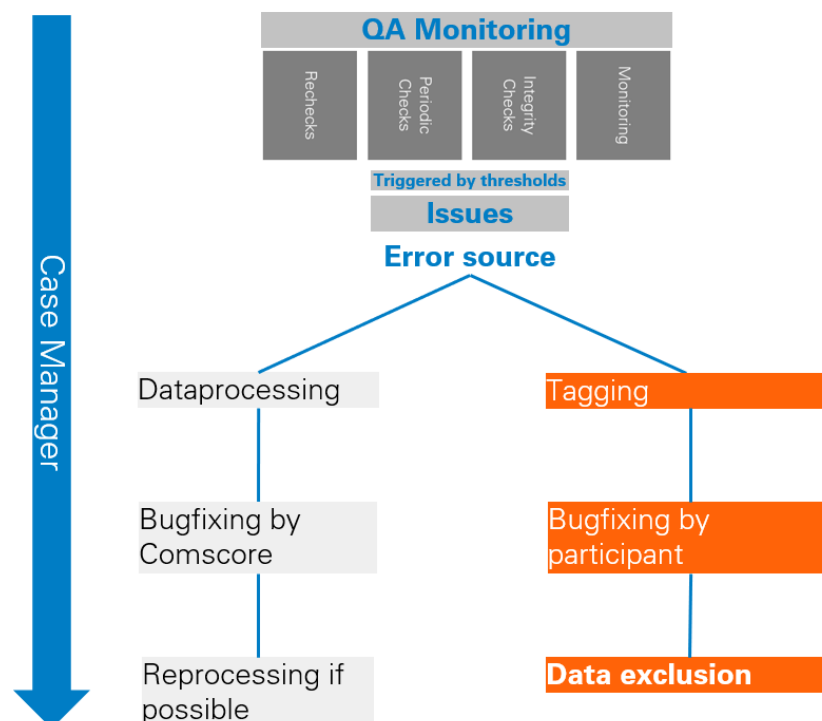 QA Monitoring
Rechecks
Periodic
Checks
Integrity
Checks
Monitoring
Triggered by thresholds
Issues
Error source
Case Manager
Dataprocessing
Tagging
Bugfixing by
Comscore
Bugfixing by
participant
Reprocessing if
possible
Data exclusion